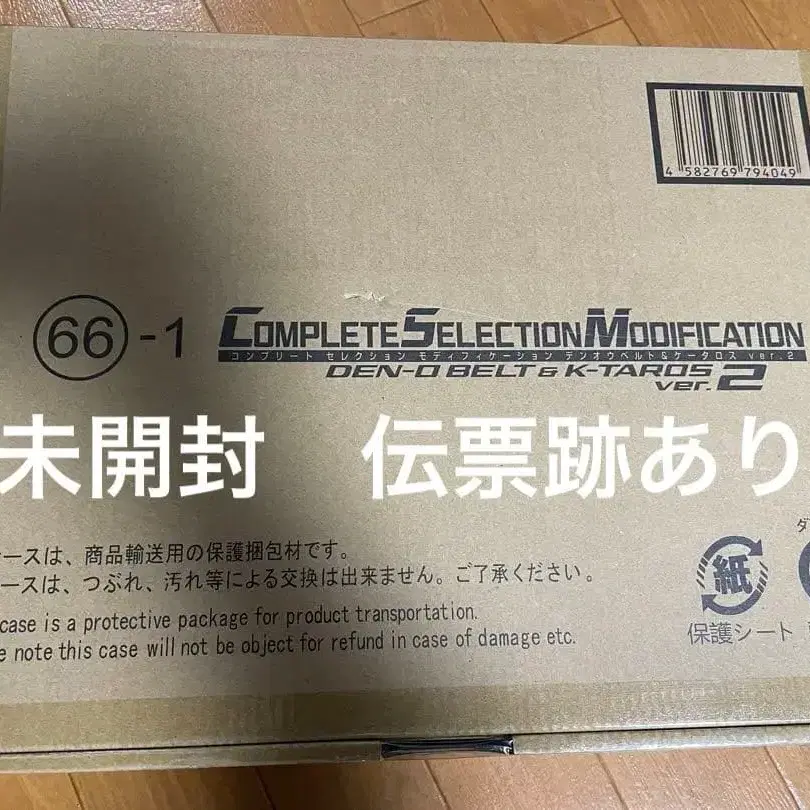 4 582769 794049
66-1 COMPLETE SELECTION MODIFICATION
コンプリート セレクション モディフィケーション デンオウベルト&ケータロス ver.2
DEN-O BELT & K-TAROS
ver.2
未開封 伝票跡あり
ースは、商品輸送用の保護梱包材です。
ースは、つぶれ、汚れ等による交換は出来ません。ご了承ください。
case is a protective package for product transportation.
e note this case will not be object for refund in case of damage etc.
ダ
紙
保護シート